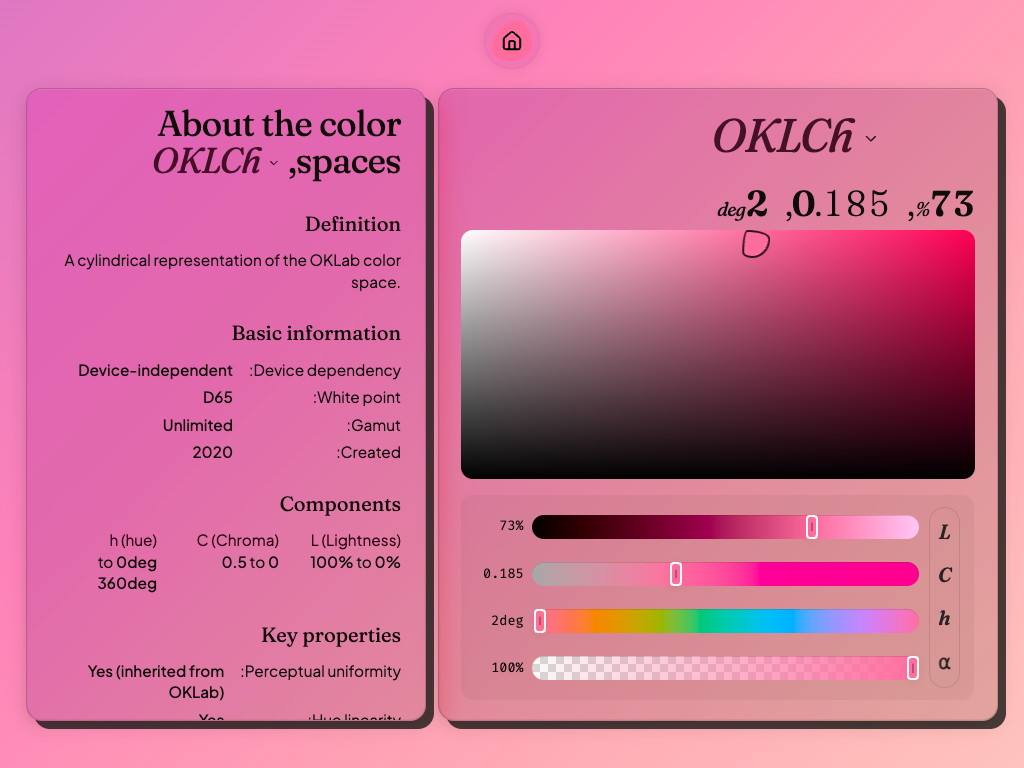 About the color
OKLCh ,spaces
Definition
A cylindrical representation of the OKLab color
space.
Basic information
Device-independent :Device dependency
D65 :White point
Unlimited :Gamut
2020 :Created
Components
h (hue) C (Chroma) L (Lightness)
to 0deg 0.5 to 0 100% to 0%
360deg
Key properties
Yes (inherited from :Perceptual uniformity
OKLab)
Yes :Hue linearity
OKLCh
deg2 ,0.185 ,%73
73% L
0.185 C
2deg h
100% α